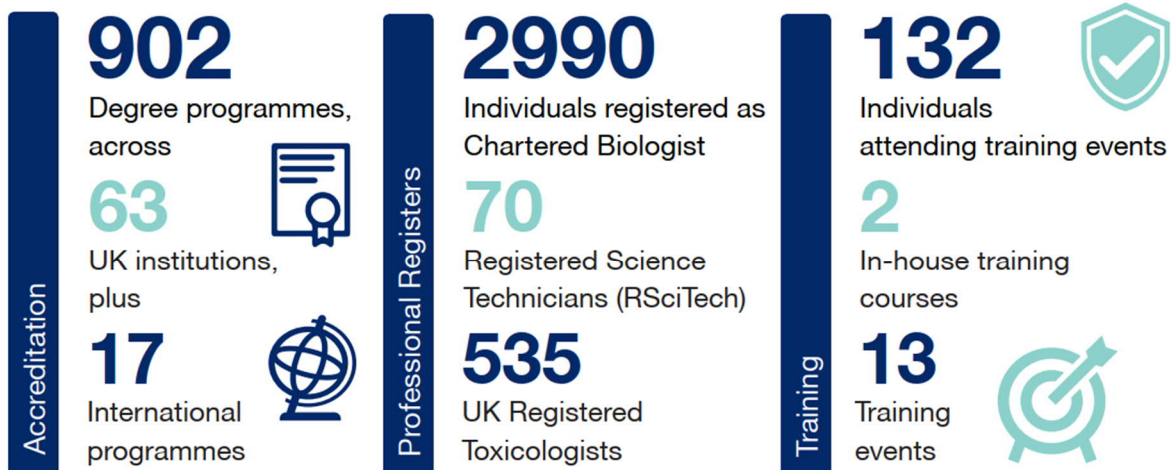 Accreditation
902
Degree programmes,
across
63
UK institutions,
plus
17
International
programmes
Professional Registers
2990
Individuals registered as
Chartered Biologist
70
Registered Science
Technicians (RSciTech)
535
UK Registered
Toxicologists
Training
132
Individuals
attending training events
2
In-house training
courses
13
Training
events